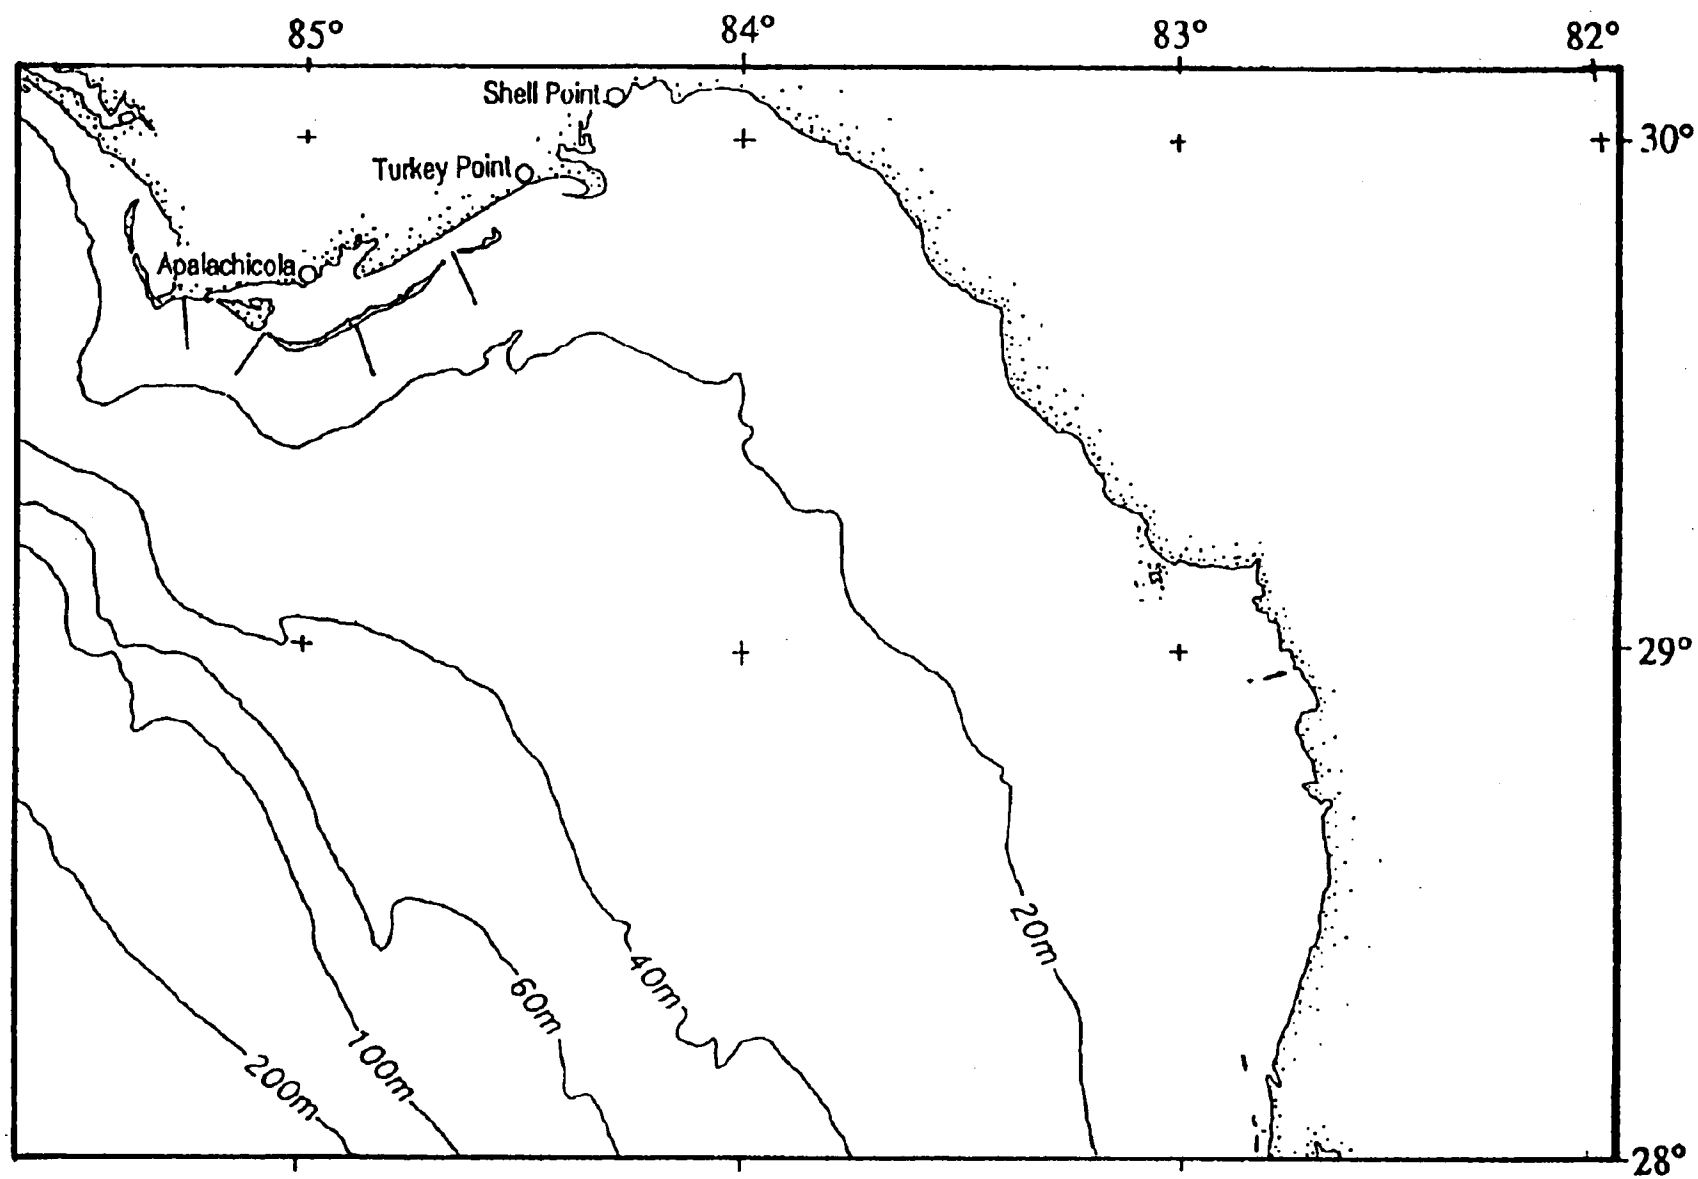 85°
84°
83°
82°
Shell Point
30°
Turkey Point
Apalachicola
29°
20m
40m
60m
100m
200m
28°